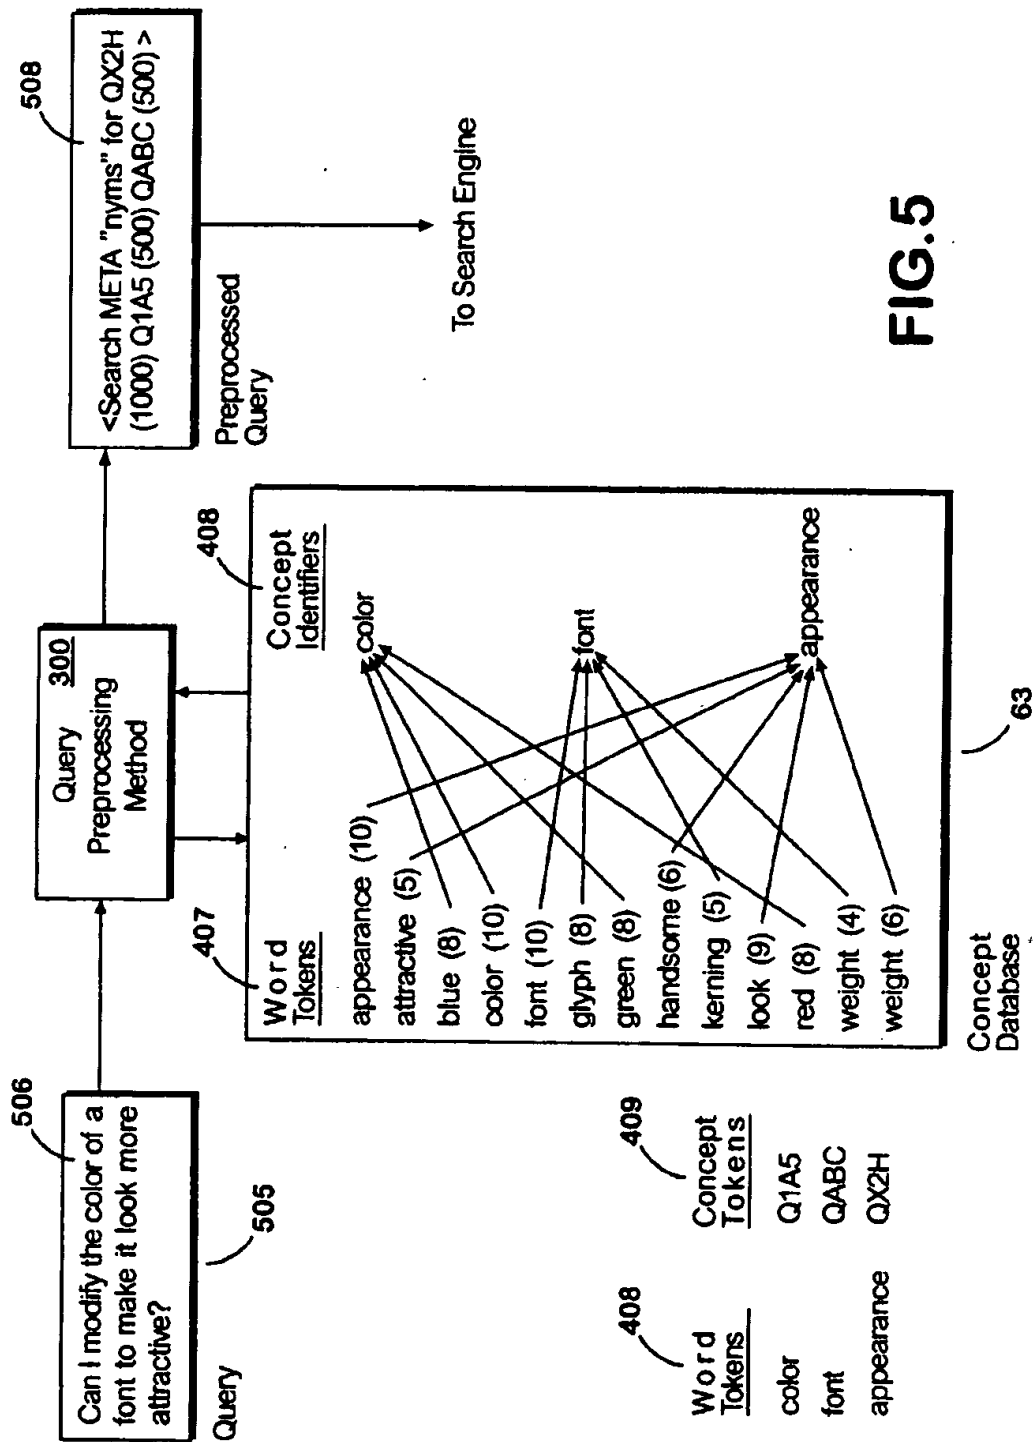 506
Can I modify the color of a
font to make it look more
attractive?
505
Query
Query 300
Preprocessing
Method
508
<Search META "nyms" for QX2H
(1000) Q1A5 (500) QABC (500) >
Preprocessed
Query
To Search Engine
407
Word
Tokens
appearance (10)
attractive (5)
blue (8)
color (10)
font (10)
glyph (8)
green (8)
handsome (6)
kerning (5)
look (9)
red (8)
weight (4)
weight (6)
408
Concept
Identifiers
color
font
appearance
63
Concept
Database
408
Word
Tokens
color
font
appearance
409
Concept
Tokens
Q1A5
QABC
QX2H
FIG.5